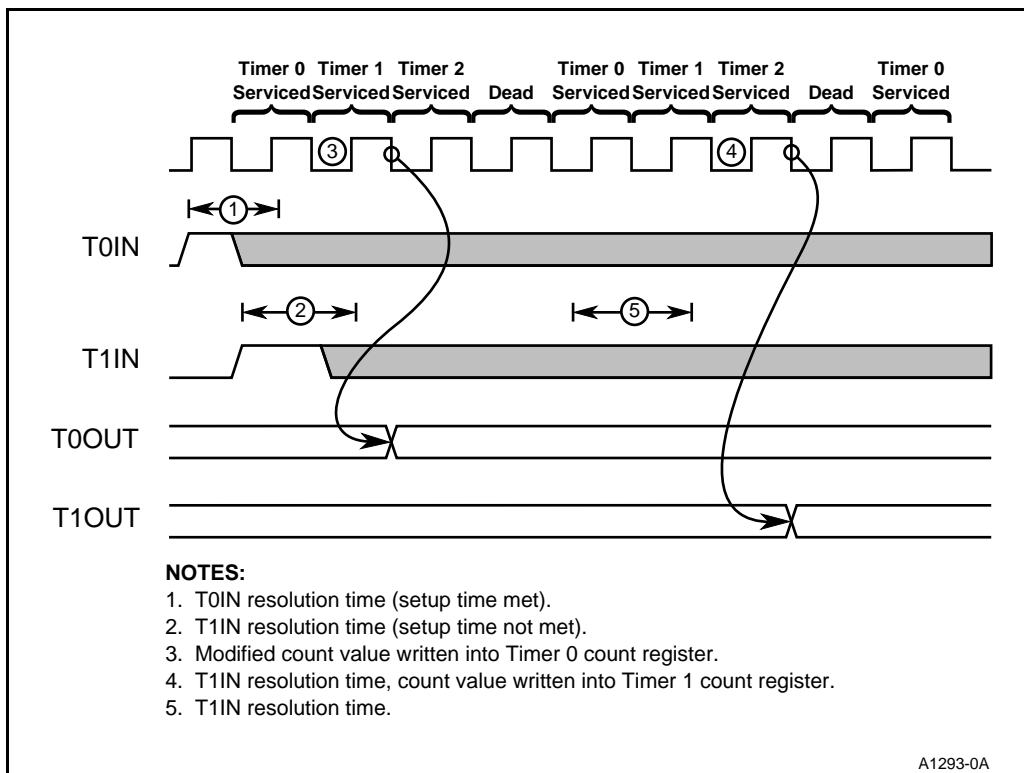 Timer 0 Timer 1 Timer 2 Timer 0 Timer 1 Timer 2 Timer 0
Serviced Serviced Serviced Dead Serviced Serviced Serviced Dead Serviced
3 4
1
T0IN
2 5
T1IN
T0OUT
T1OUT
NOTES:
1. T0IN resolution time (setup time met).
2. T1IN resolution time (setup time not met).
3. Modified count value written into Timer 0 count register.
4. T1IN resolution time, count value written into Timer 1 count register.
5. T1IN resolution time.
A1293-0A